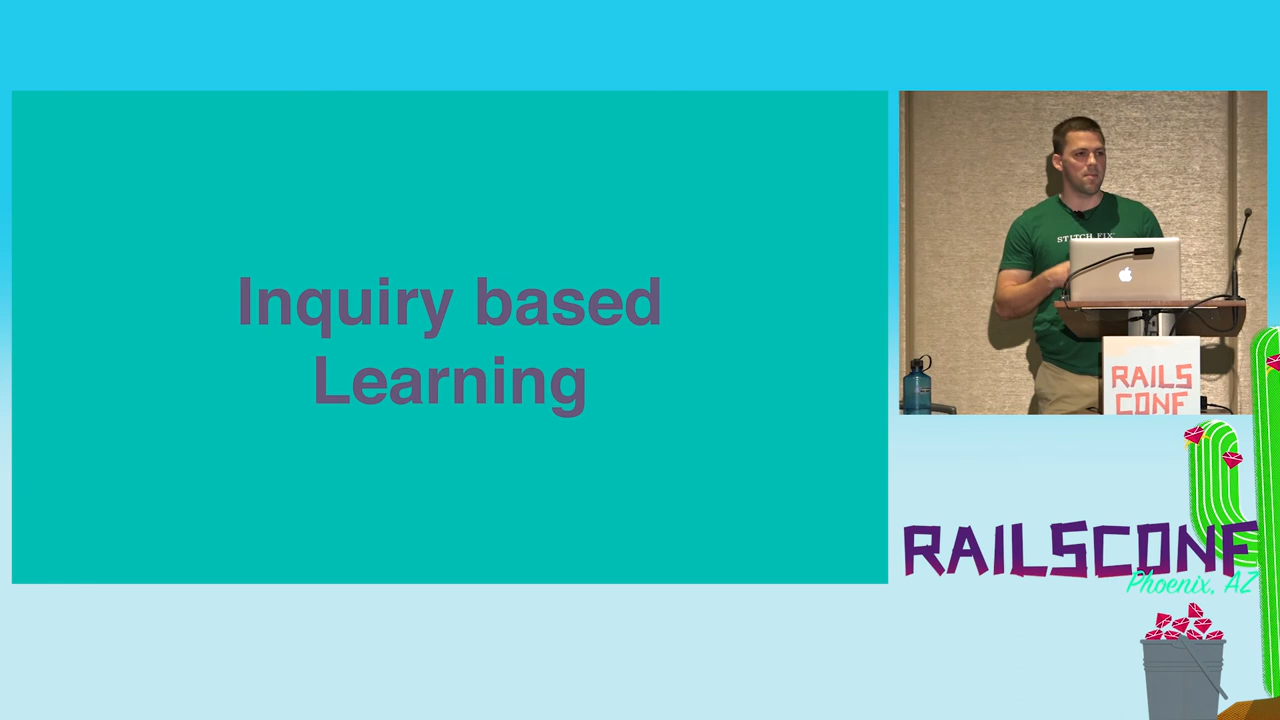 Inquiry based
Learning
STITCH FIX
RAILS
CONF
RAILSCONF
Phoenix, AZ